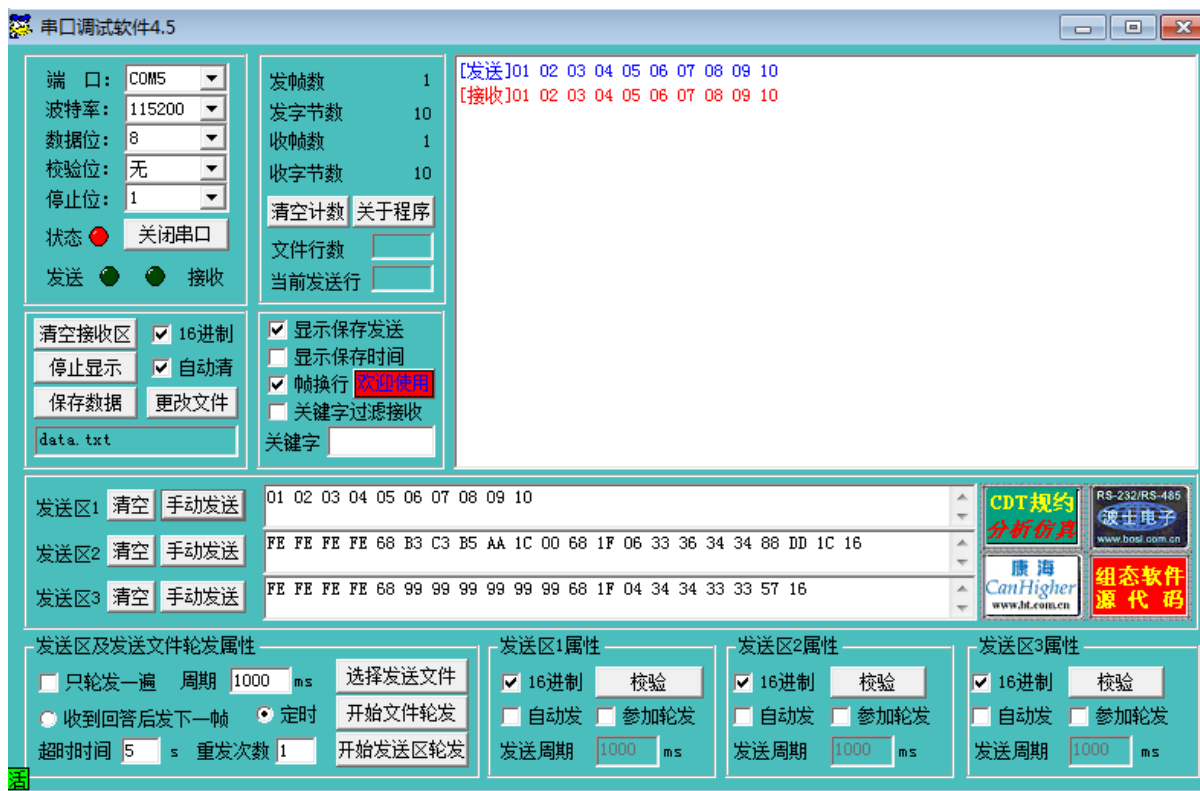 串口调试软件4.5
端 口: COM5
波特率: 115200
数据位: 8
校验位: 无
停止位: 1
状态 关闭串口
发送 接收
发帧数 1
发字节数 10
收帧数 1
收字节数 10
清空计数 关于程序
文件行数
当前发送行
[发送]01 02 03 04 05 06 07 08 09 10
[接收]01 02 03 04 05 06 07 08 09 10
清空接收区 16进制
停止显示 自动清
保存数据 更改文件
data.txt
显示保存发送
显示保存时间
帧换行 欢迎使用
关键字过滤接收
关键字
发送区1 清空 手动发送 01 02 03 04 05 06 07 08 09 10
发送区2 清空 手动发送 FE FE FE FE 68 B3 C3 B5 AA 1C 00 68 1F 06 33 36 34 34 88 DD 1C 16
发送区3 清空 手动发送 FE FE FE FE 68 99 99 99 99 99 99 68 1F 04 34 34 33 33 57 16
CDT规约
分析仿真
RS-232/RS-485
波士电子
www.bosi.com.cn
康海
CanHigher
www.ht.com.cn
组态软件
源代码
发送区及发送文件轮发属性
只轮发一遍 周期 1000 ms 选择发送文件
收到回答后发下一帧 定时 开始文件轮发
超时时间 5 s 重发次数 1 开始发送区轮发
发送区1属性
16进制 校验
自动发 参加轮发
发送周期 1000 ms
发送区2属性
16进制 校验
自动发 参加轮发
发送周期 1000 ms
发送区3属性
16进制 校验
自动发 参加轮发
发送周期 1000 ms
活